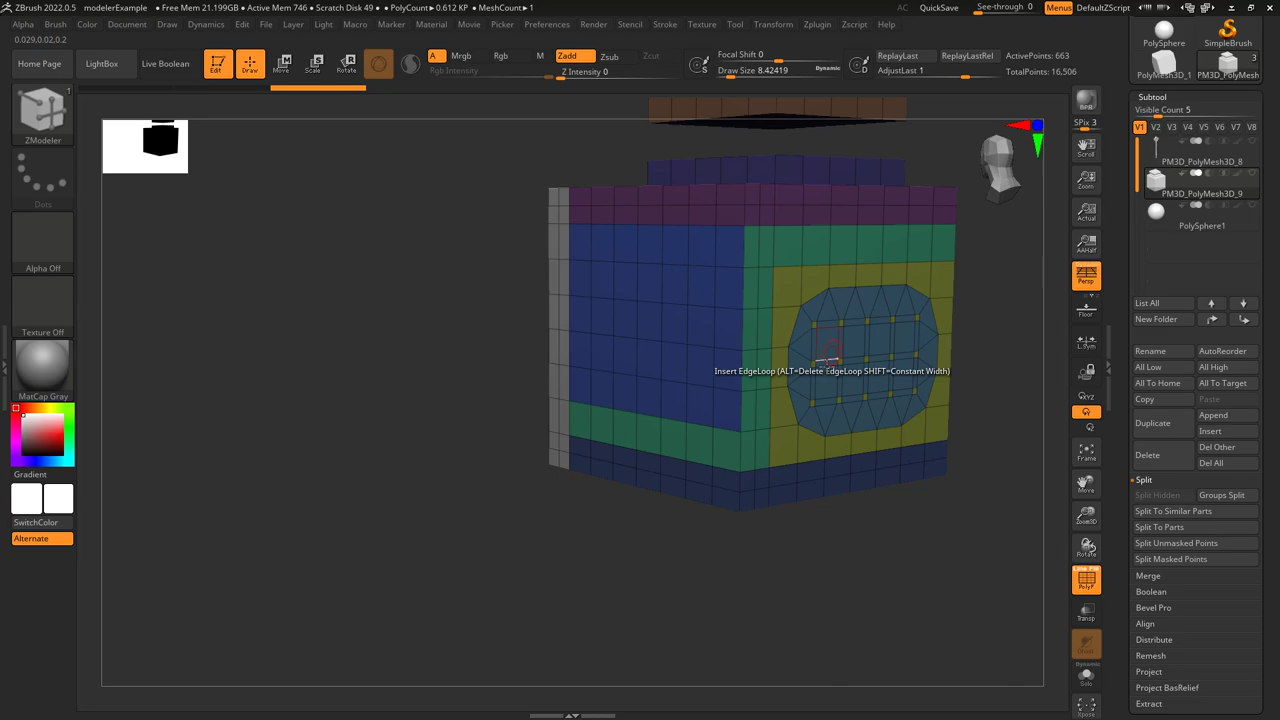 ZBrush 2022.0.5 modelerExample • Free Mem 21.199GB • Active Mem 746 • Scratch Disk 49 • PolyCount▸0.612 KP • MeshCount▸1 AC QuickSave See-through 0 Menus DefaultZScript
Alpha Brush Color Document Draw Dynamics Edit File Layer Light Macro Marker Material Movie Picker Preferences Render Stencil Stroke Texture Tool Transform Zplugin Zscript Help
0.029,0.02,0.2
Home Page LightBox Live Boolean Edit Draw Move Scale Rotate
A Mrgb Rgb M Zadd Zsub Zcut
Rgb Intensity Z Intensity 0
Focal Shift 0
Draw Size 8.42419 Dynamic
ReplayLast ReplayLastRel ActivePoints: 663
AdjustLast 1 TotalPoints: 16,506
PolySphere SimpleBrush
3
PolyMesh3D_1 PM3D_PolyMesh
1
ZModeler
Dots
Alpha Off
Texture Off
MatCap Gray
Gradient
SwitchColor
Alternate
Insert EdgeLoop (ALT=Delete EdgeLoop SHIFT=Constant Width)
BPR
SPix 3
Scroll
Zoom
Actual
AAHalf
Persp
Floor
L.Sym
XYZ
Y
Z
Frame
Move
Zoom3D
Rotate
Line Fill
PolyF
Transp
Ghost
Dynamic
Solo
Xpose
Subtool
Visible Count 5
V1 V2 V3 V4 V5 V6 V7 V8
PM3D_PolyMesh3D_8
PM3D_PolyMesh3D_9
PolySphere1
List All
New Folder
Rename AutoReorder
All Low All High
All To Home All To Target
Copy Paste
Duplicate Append
Insert
Delete Del Other
Del All
Split
Split Hidden Groups Split
Split To Similar Parts
Split To Parts
Split Unmasked Points
Split Masked Points
Merge
Boolean
Bevel Pro
Align
Distribute
Remesh
Project
Project BasRelief
Extract